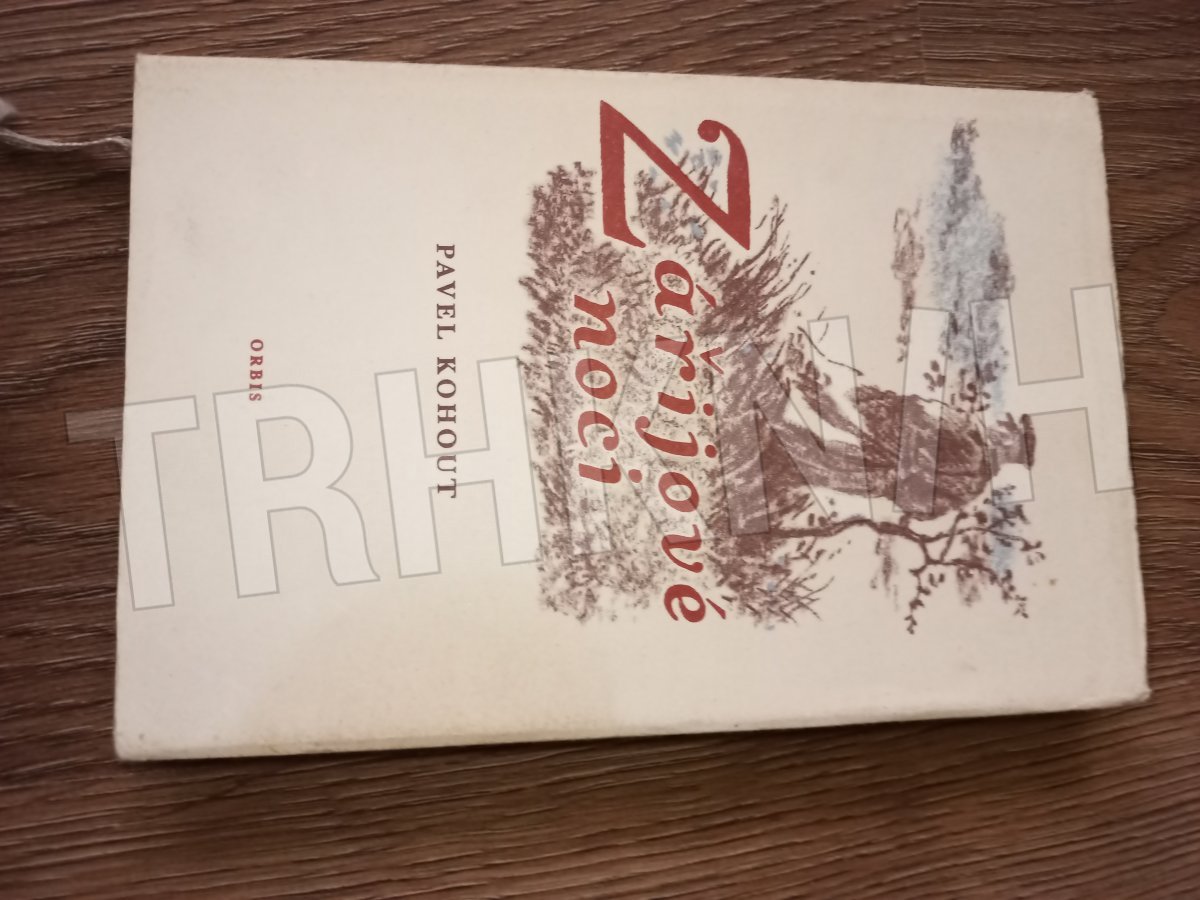 Zářijové
noci
PAVEL KOHOUT
ORBIS
TRHKNIH